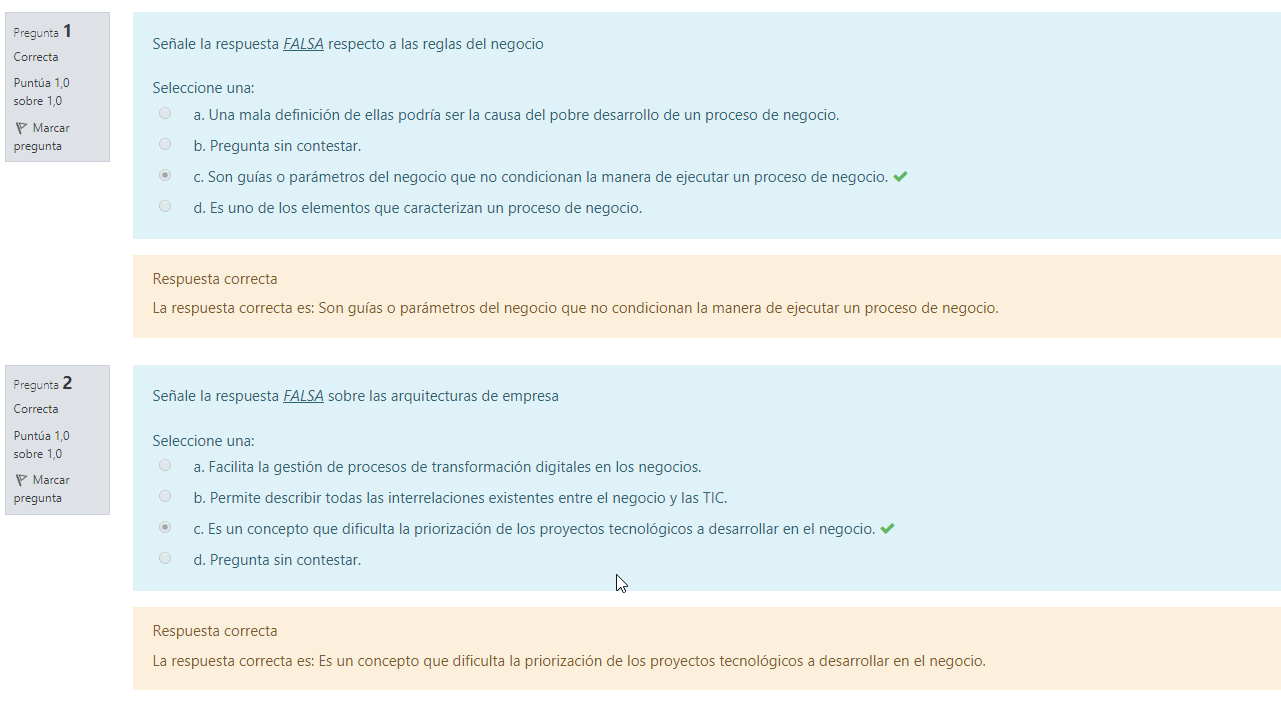 Pregunta 1
Correcta
Puntúa 1,0
sobre 1,0
Marcar
pregunta
Señale la respuesta FALSA respecto a las reglas del negocio
Seleccione una:
a. Una mala definición de ellas podría ser la causa del pobre desarrollo de un proceso de negocio.
b. Pregunta sin contestar.
c. Son guías o parámetros del negocio que no condicionan la manera de ejecutar un proceso de negocio.
d. Es uno de los elementos que caracterizan un proceso de negocio.
Respuesta correcta
La respuesta correcta es: Son guías o parámetros del negocio que no condicionan la manera de ejecutar un proceso de negocio.
Pregunta 2
Correcta
Puntúa 1,0
sobre 1,0
Marcar
pregunta
Señale la respuesta FALSA sobre las arquitecturas de empresa
Seleccione una:
a. Facilita la gestión de procesos de transformación digitales en los negocios.
b. Permite describir todas las interrelaciones existentes entre el negocio y las TIC.
c. Es un concepto que dificulta la priorización de los proyectos tecnológicos a desarrollar en el negocio.
d. Pregunta sin contestar.
Respuesta correcta
La respuesta correcta es: Es un concepto que dificulta la priorización de los proyectos tecnológicos a desarrollar en el negocio.